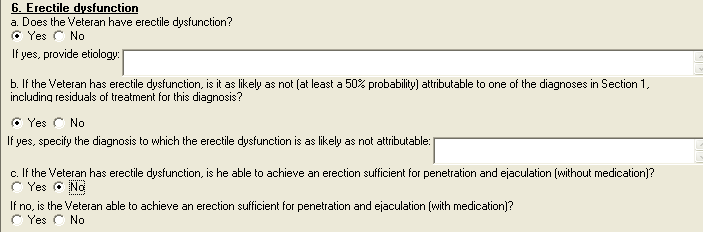 6. Erectile dysfunction
a. Does the Veteran have erectile dysfunction?
Yes No
If yes, provide etiology:
b. If the Veteran has erectile dysfunction, is it as likely as not (at least a 50% probability) attributable to one of the diagnoses in Section 1,
including residuals of treatment for this diagnosis?
Yes No
If yes, specify the diagnosis to which the erectile dysfunction is as likely as not attributable:
c. If the Veteran has erectile dysfunction, is he able to achieve an erection sufficient for penetration and ejaculation (without medication)?
Yes No
If no, is the Veteran able to achieve an erection sufficient for penetration and ejaculation (with medication)?
Yes No